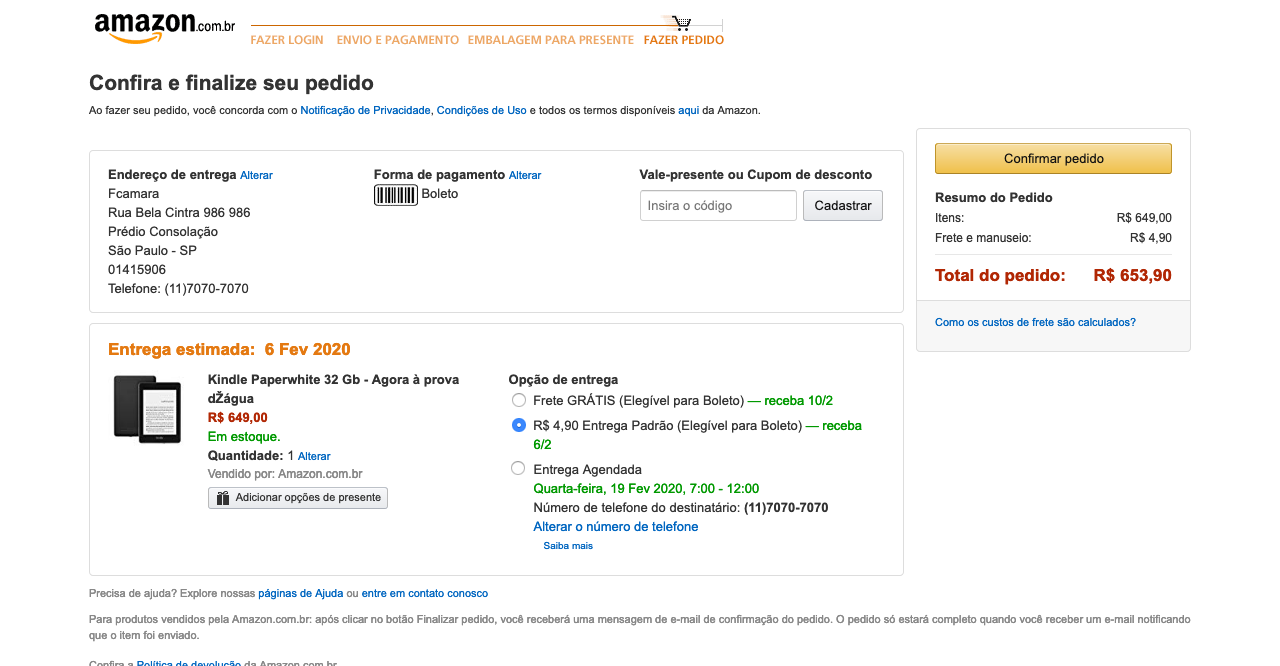 amazon.com.br
FAZER LOGIN ENVIO E PAGAMENTO EMBALAGEM PARA PRESENTE FAZER PEDIDO
Confira e finalize seu pedido
Ao fazer seu pedido, você concorda com o Notificação de Privacidade, Condições de Uso e todos os termos disponíveis aqui da Amazon.
Endereço de entrega Alterar
Fcamara
Rua Bela Cintra 986 986
Prédio Consolação
São Paulo - SP
01415906
Telefone: (11)7070-7070
Forma de pagamento Alterar
Boleto
Vale-presente ou Cupom de desconto
Insira o código Cadastrar
Confirmar pedido
Resumo do Pedido
Itens: R$ 649,00
Frete e manuseio: R$ 4,90
Total do pedido: R$ 653,90
Como os custos de frete são calculados?
Entrega estimada: 6 Fev 2020
Kindle Paperwhite 32 Gb - Agora à prova
dŽágua
R$ 649,00
Em estoque.
Quantidade: 1 Alterar
Vendido por: Amazon.com.br
Adicionar opções de presente
Opção de entrega
Frete GRÁTIS (Elegível para Boleto) — receba 10/2
R$ 4,90 Entrega Padrão (Elegível para Boleto) — receba
6/2
Entrega Agendada
Quarta-feira, 19 Fev 2020, 7:00 - 12:00
Número de telefone do destinatário: (11)7070-7070
Alterar o número de telefone
Saiba mais
Precisa de ajuda? Explore nossas páginas de Ajuda ou entre em contato conosco
Para produtos vendidos pela Amazon.com.br: após clicar no botão Finalizar pedido, você receberá uma mensagem de e-mail de confirmação do pedido. O pedido só estará completo quando você receber um e-mail notificando
que o item foi enviado.
Confira a Política de devolução da Amazon.com.br